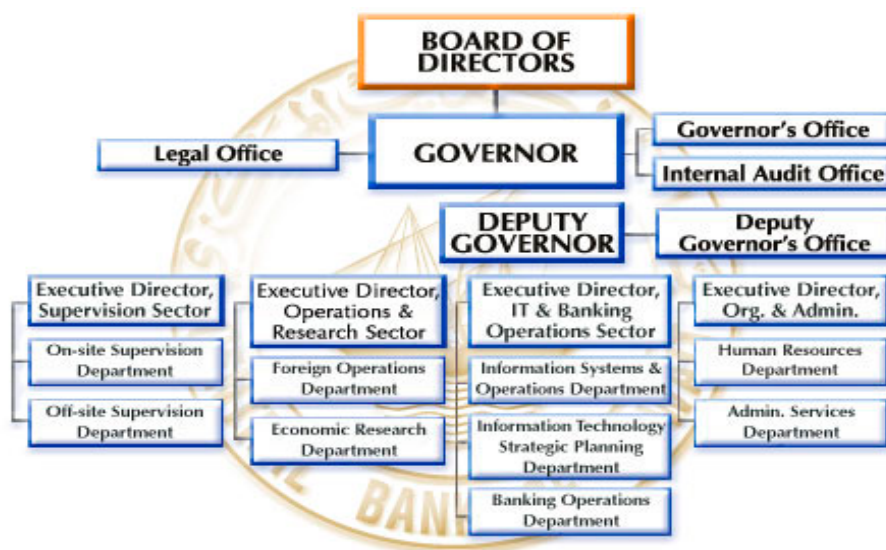 BOARD OF
DIRECTORS
GOVERNOR
Legal Office
Governor's Office
Internal Audit Office
DEPUTY
GOVERNOR
Deputy
Governor's Office
Executive Director,
Supervision Sector
On-site Supervision
Department
Off-site Supervision
Department
Executive Director,
Operations &
Research Sector
Foreign Operations
Department
Economic Research
Department
Executive Director,
IT & Banking
Operations Sector
Information Systems &
Operations Department
Information Technology
Strategic Planning
Department
Banking Operations
Department
Executive Director,
Org. & Admin.
Human Resources
Department
Admin. Services
Department
BAN